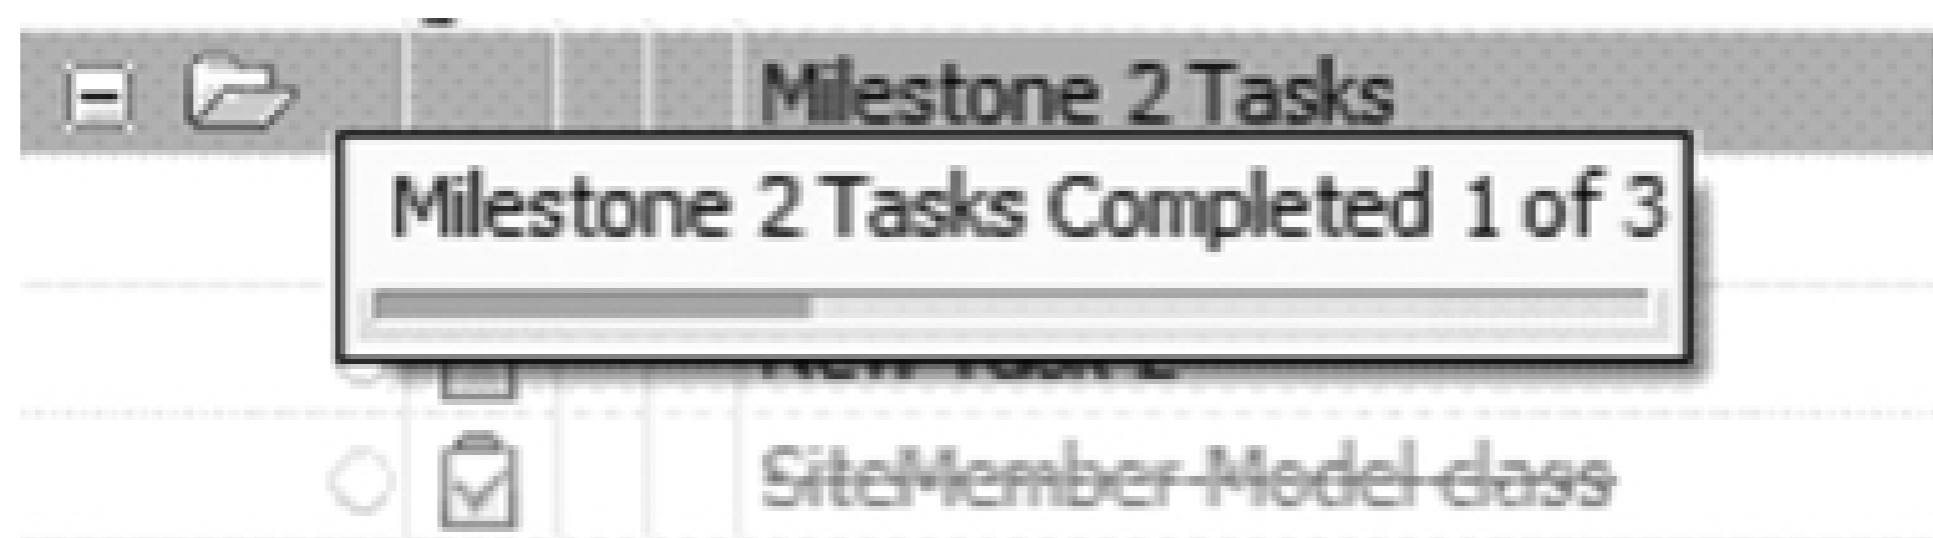 Milestone 2 Tasks
Milestone 2 Tasks Completed 1 of 3
SiteMember Model class